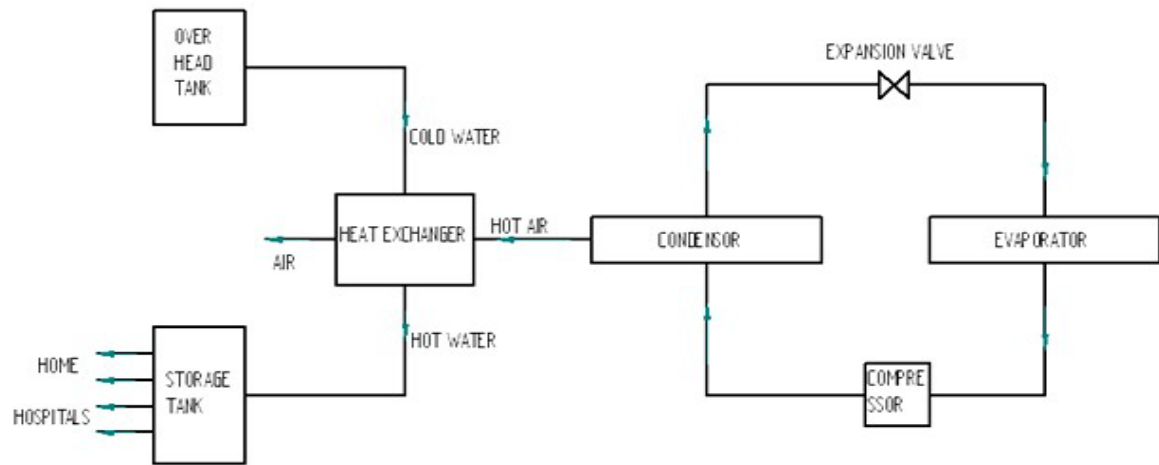 OVER
HEAD
TANK
EXPANSION VALVE
COLD WATER
HEAT EXCHANGER
HOT AIR
CONDENSOR
EVAPORATOR
AIR
HOT WATER
HOME
STORAGE
TANK
HOSPITALS
COMPRE
SSOR